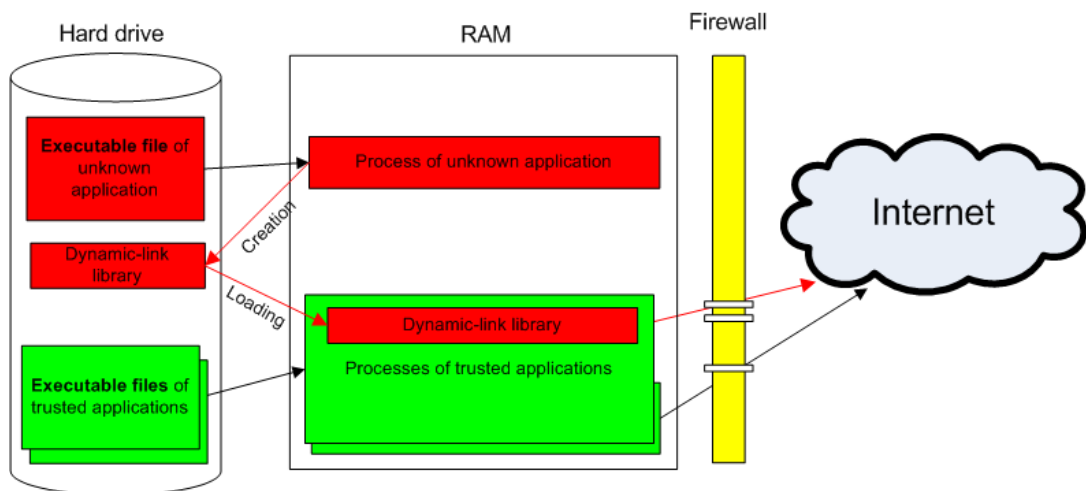 Hard drive
RAM
Firewall
Executable file of
unknown
application
Process of unknown application
Creation
Dynamic-link
library
Loading
Dynamic-link library
Processes of trusted applications
Executable files of
trusted applications
Internet